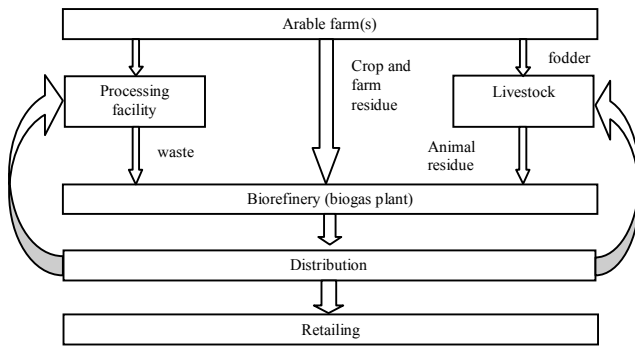 Arable farm(s)
fodder
Processing
facility
Crop and
farm
residue
Livestock
waste
Animal
residue
Biorefinery (biogas plant)
Distribution
Retailing